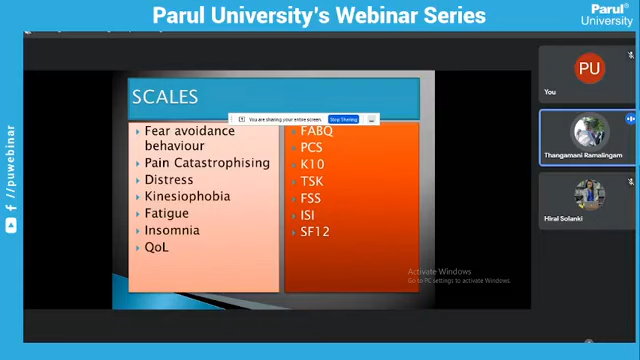 Parul University's Webinar Series
Parul®
University
SCALES
You are sharing your entire screen.
Stop Sharing
Fear avoidance
behaviour
Pain Catastrophising
Distress
Kinesiophobia
Fatigue
Insomnia
QoL
FABQ
PCS
K10
TSK
FSS
ISI
SF12
Activate Windows
Go to PC settings to activate Windows.
PU
You
Thangamani Ramalingam
Hiral Solanki
/puwebinar